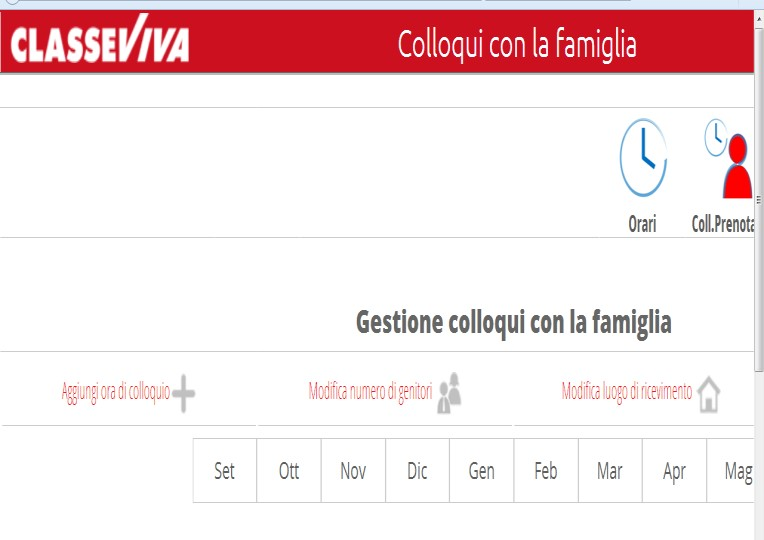 CLASSEVIVA Colloqui con la famiglia
Orari Coll.Prenota
Gestione colloqui con la famiglia
Aggiungi ora di colloquio Modifica numero di genitori Modifica luogo di ricevimento
Set Ott Nov Dic Gen Feb Mar Apr Mag